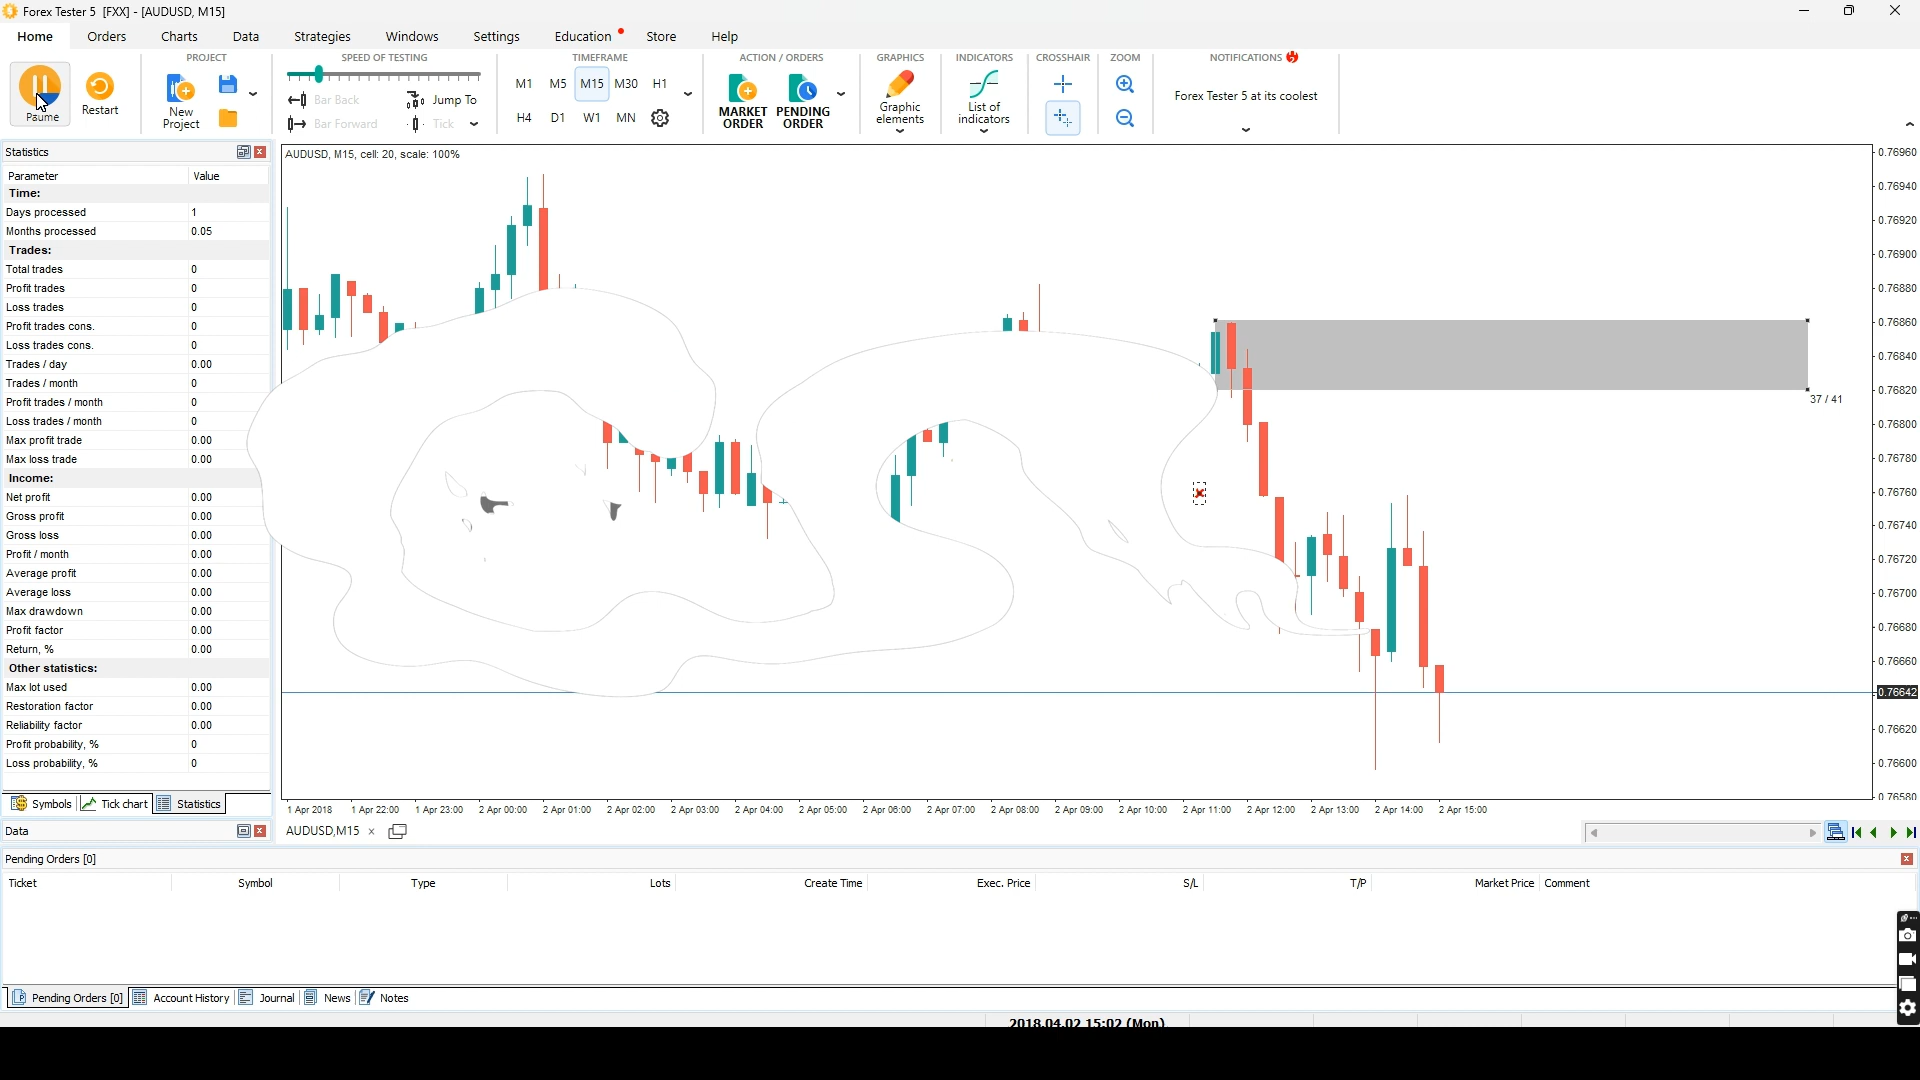 Forex Tester 5 [FXX] - [AUDUSD, M15]
Home Orders Charts Data Strategies Windows Settings Education Store Help
PROJECT SPEED OF TESTING TIMEFRAME ACTION / ORDERS GRAPHICS INDICATORS CROSSHAIR ZOOM NOTIFICATIONS
Restart
New Project
Bar Back
Jump To
Bar Forward
Tick
M1 M5 M15 M30 H1
H4 D1 W1 MN
MARKET ORDER
PENDING ORDER
Graphic elements
List of indicators
Forex Tester 5 at its coolest
Statistics
Parameter Value
Time:
Days processed 1
Months processed 0.05
Trades:
Total trades 0
Profit trades 0
Loss trades 0
Profit trades cons. 0
Loss trades cons. 0
Trades / day 0.00
Trades / month 0
Profit trades / month 0
Loss trades / month 0
Max profit trade 0.00
Max loss trade 0.00
Income:
Net profit 0.00
Gross profit 0.00
Gross loss 0.00
Profit / month 0.00
Average profit 0.00
Average loss 0.00
Max drawdown 0.00
Profit factor 0.00
Return, % 0.00
Other statistics:
Max lot used 0.00
Restoration factor 0.00
Reliability factor 0.00
Profit probability, % 0
Loss probability, % 0
Symbols Tick chart Statistics
Data
AUDUSD, M15, cell: 20, scale: 100%
37 / 41
0.76960
0.76940
0.76920
0.76900
0.76880
0.76860
0.76840
0.76820
0.76800
0.76780
0.76760
0.76740
0.76720
0.76700
0.76680
0.76660
0.76642
0.76620
0.76600
0.76580
1 Apr 2018 1 Apr 22:00 1 Apr 23:00 2 Apr 00:00 2 Apr 01:00 2 Apr 02:00 2 Apr 03:00 2 Apr 04:00 2 Apr 05:00 2 Apr 06:00 2 Apr 07:00 2 Apr 08:00 2 Apr 09:00 2 Apr 10:00 2 Apr 11:00 2 Apr 12:00 2 Apr 13:00 2 Apr 14:00 2 Apr 15:00
AUDUSD,M15
Pending Orders [0]
Ticket Symbol Type Lots Create Time Exec. Price S/L T/P Market Price Comment
Pending Orders [0] Account History Journal News Notes
2018.04.02 15:02 (Mon)